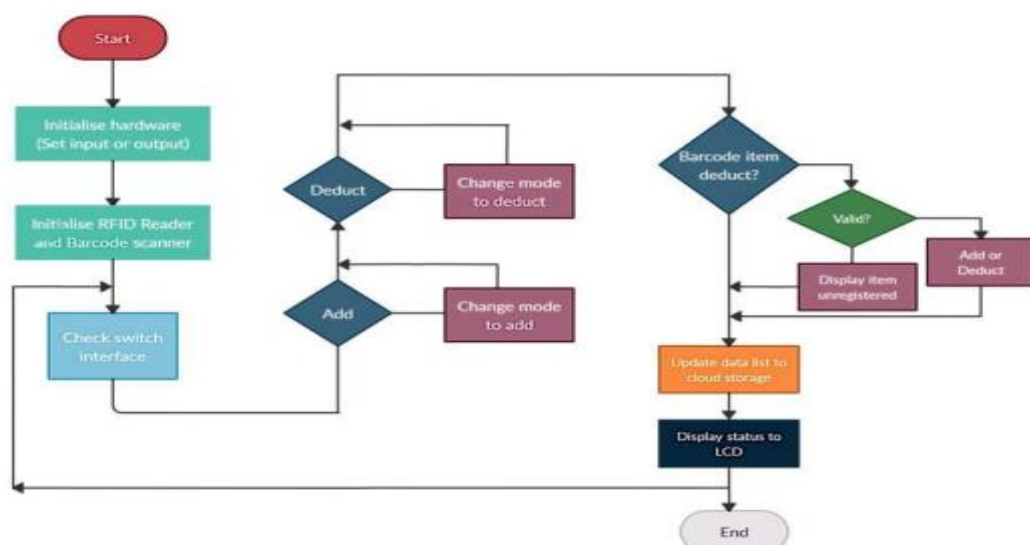 Start
Initialise hardware
(Set input or output)
Initialise RFID Reader
and Barcode scanner
Check switch
interface
Deduct
Change mode
to deduct
Add
Change mode
to add
Barcode item
deduct?
Valid?
Display item
unregistered
Add or
Deduct
Update data list to
cloud storage
Display status to
LCD
End